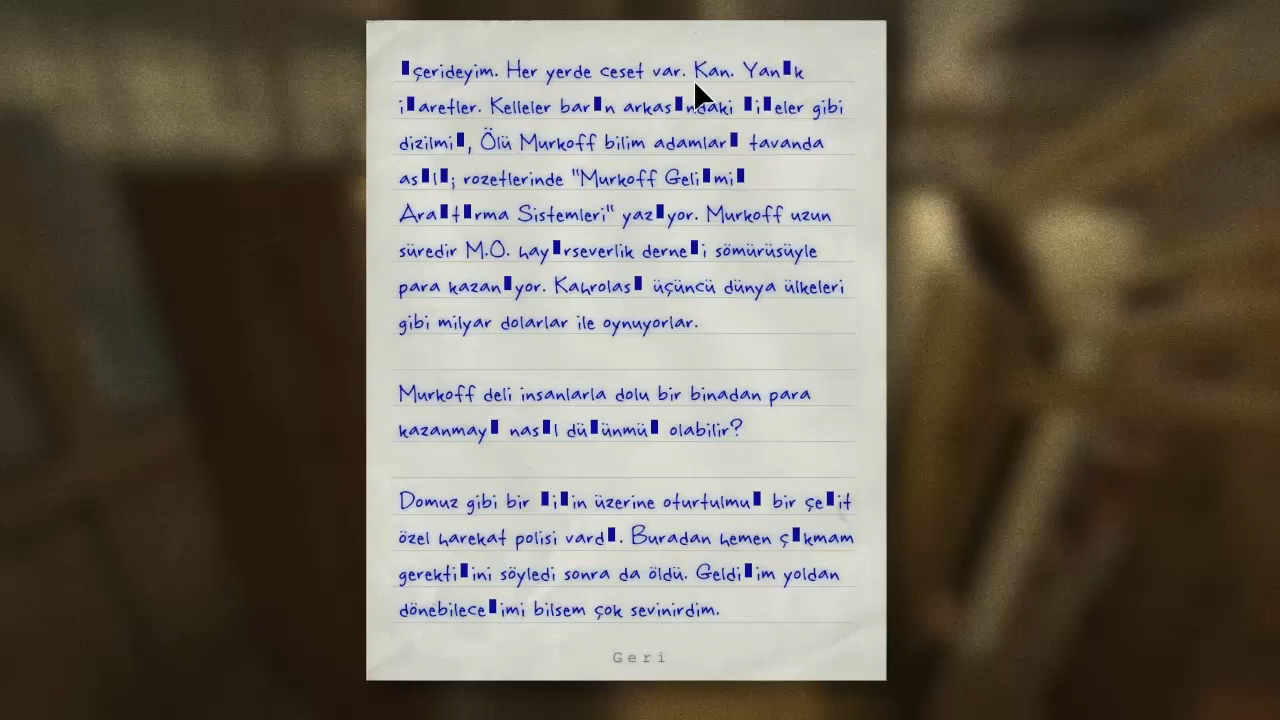 ▮çerideyim. Her yerde ceset var. Kan. Yan▮k
i▮aretler. Kelleler bar▮n arkas▮ndaki ▮i▮eler gibi
dizilmi▮, Ölü Murkoff bilim adamlar▮ tavanda
as▮l▮; rozetlerinde "Murkoff Geli▮mi▮
Ara▮t▮rma Sistemleri" yaz▮yor. Murkoff uzun
süredir M.O. hay▮rseverlik derne▮i sömürüsüyle
para kazan▮yor. Kahrolas▮ üçüncü dünya ülkeleri
gibi milyar dolarlar ile oynuyorlar.
Murkoff deli insanlarla dolu bir binadan para
kazanmay▮ nas▮l dü▮ünmü▮ olabilir?
Domuz gibi bir ▮i▮in üzerine oturtulmu▮ bir çe▮it
özel harekat polisi vard▮. Buradan hemen ç▮kmam
gerekti▮ini söyledi sonra da öldü. Geldi▮im yoldan
dönebilece▮imi bilsem çok sevinirdim.
Geri